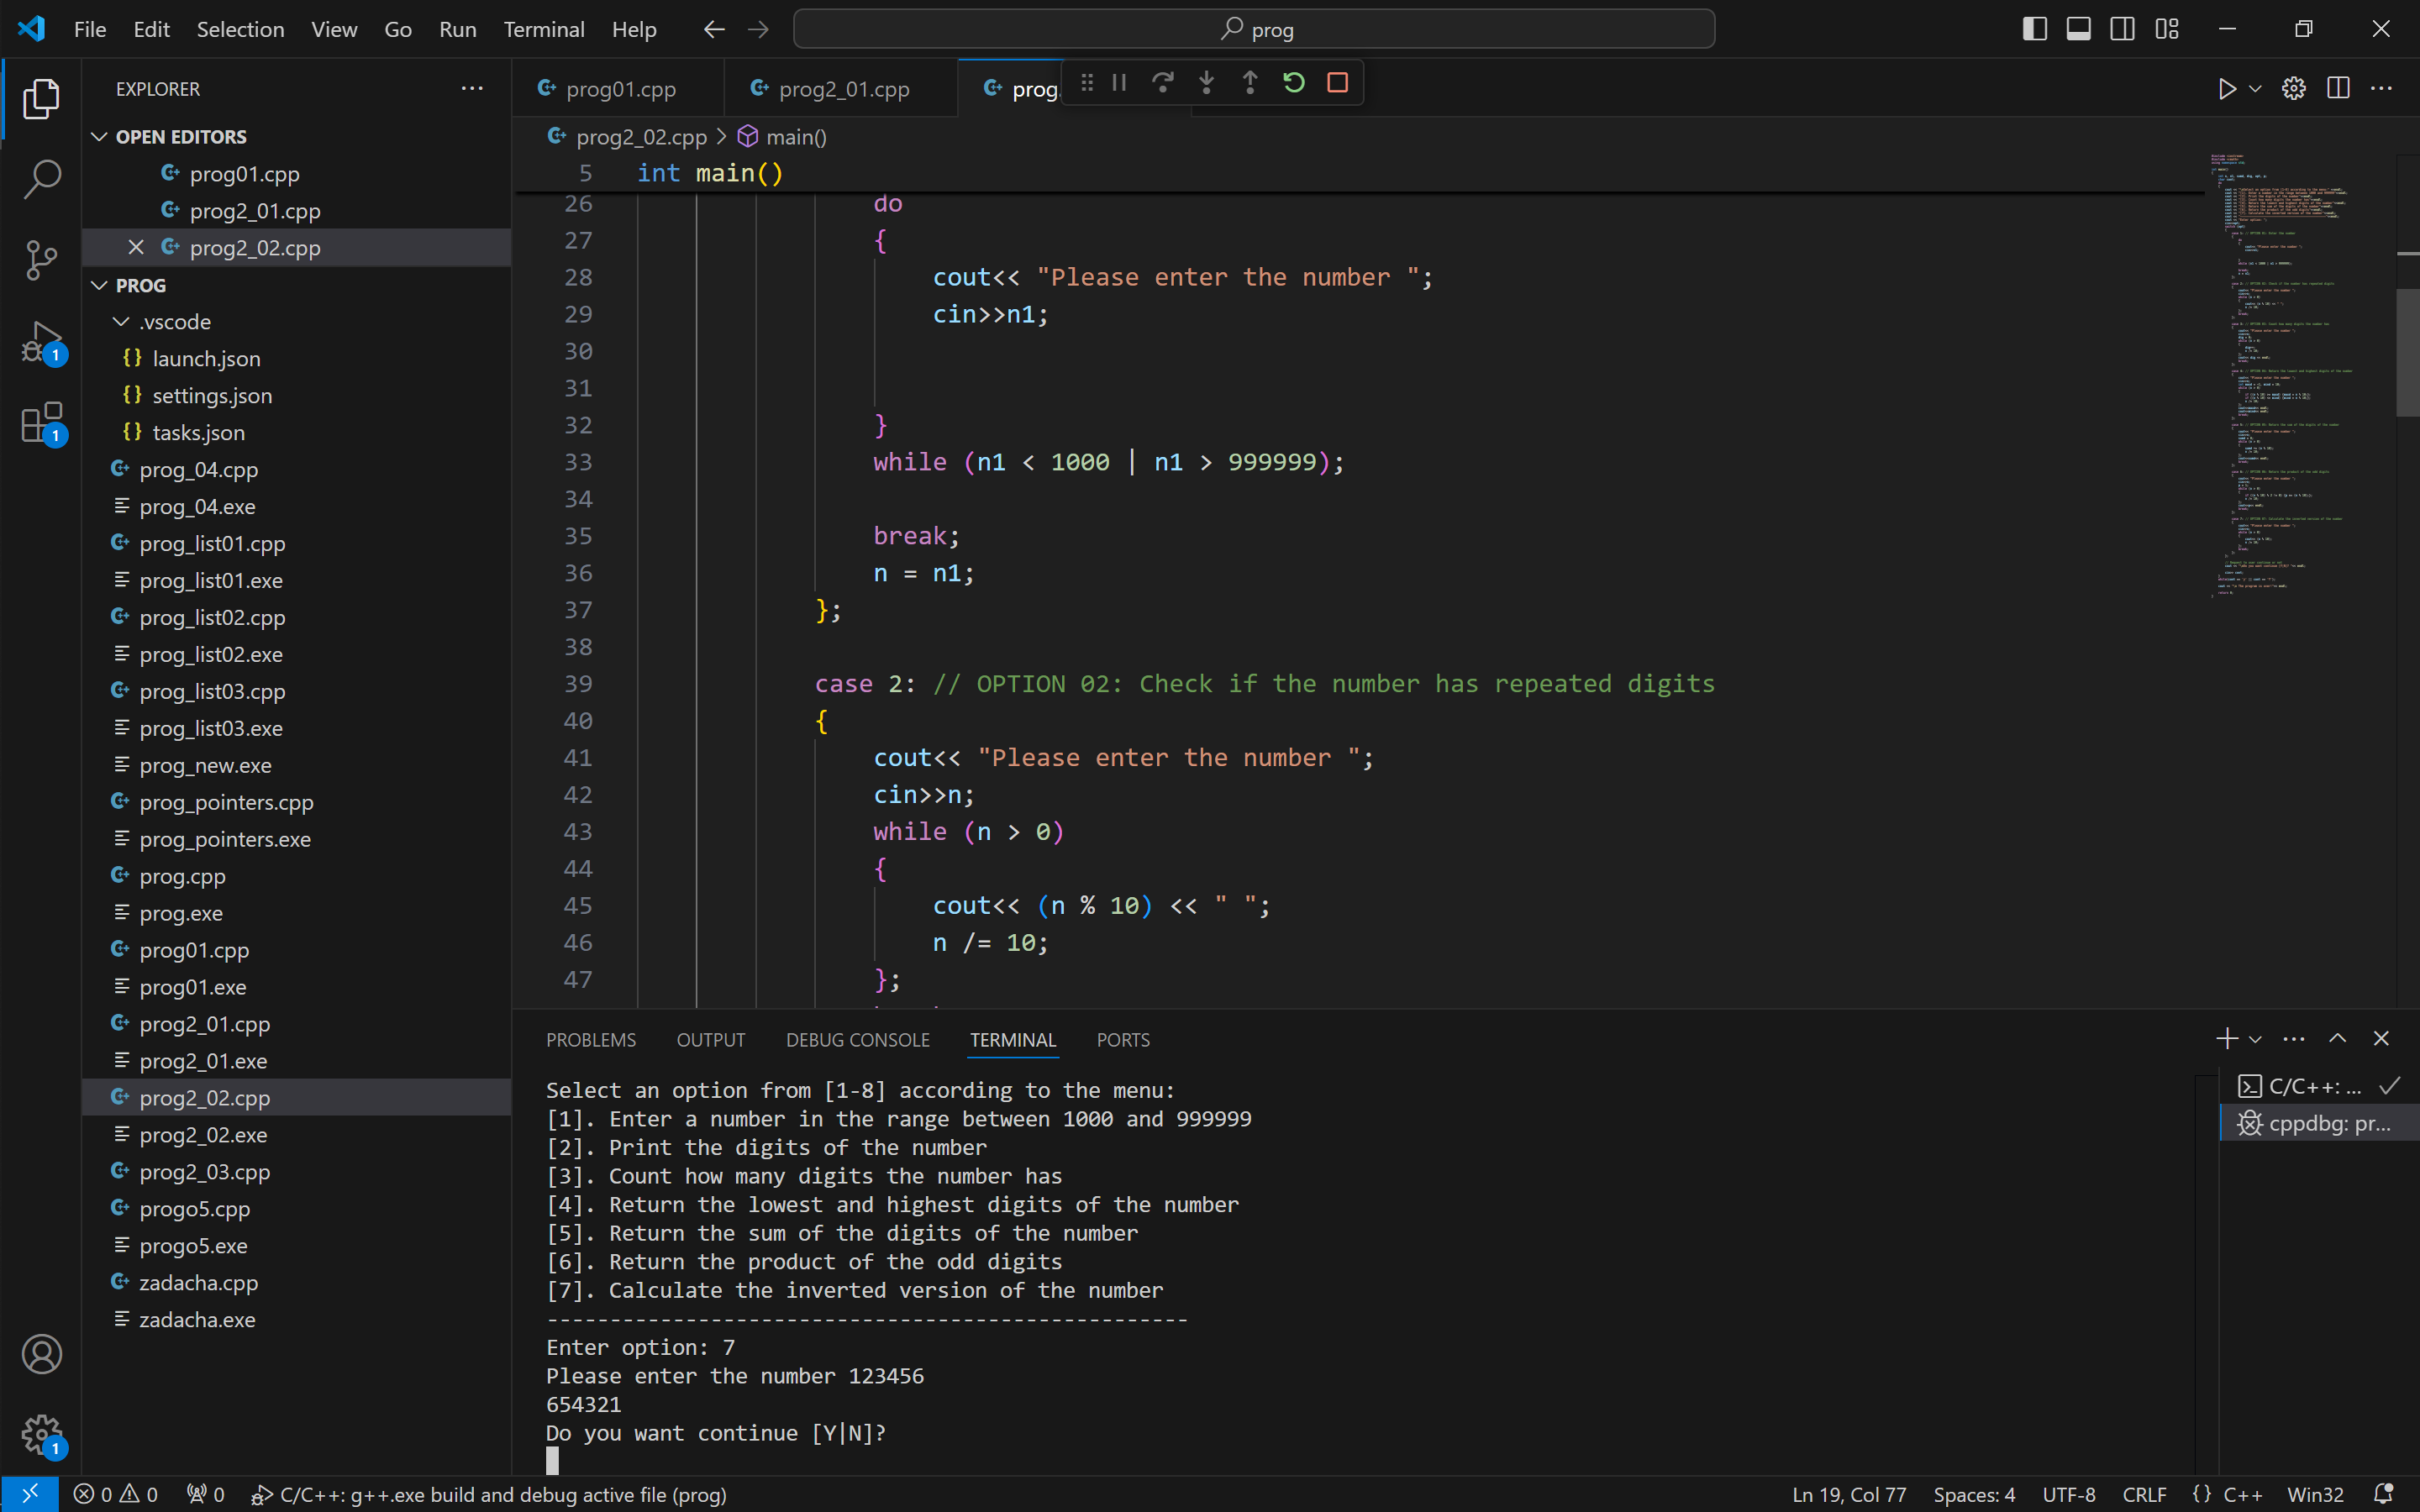 File Edit Selection View Go Run Terminal Help prog
EXPLORER
OPEN EDITORS
prog01.cpp
prog2_01.cpp
prog2_02.cpp
PROG
.vscode
launch.json
settings.json
tasks.json
prog_04.cpp
prog_04.exe
prog_list01.cpp
prog_list01.exe
prog_list02.cpp
prog_list02.exe
prog_list03.cpp
prog_list03.exe
prog_new.exe
prog_pointers.cpp
prog_pointers.exe
prog.cpp
prog.exe
prog01.cpp
prog01.exe
prog2_01.cpp
prog2_01.exe
prog2_02.cpp
prog2_02.exe
prog2_03.cpp
progo5.cpp
progo5.exe
zadacha.cpp
zadacha.exe
1
1
1
prog01.cpp prog2_01.cpp prog.
prog2_02.cpp > main()
5 int main()
26 do
27 {
28 cout<< "Please enter the number ";
29 cin>>n1;
30
31
32 }
33 while (n1 < 1000 | n1 > 999999);
34
35 break;
36 n = n1;
37 };
38
39 case 2: // OPTION 02: Check if the number has repeated digits
40 {
41 cout<< "Please enter the number ";
42 cin>>n;
43 while (n > 0)
44 {
45 cout<< (n % 10) << " ";
46 n /= 10;
47 };
PROBLEMS OUTPUT DEBUG CONSOLE TERMINAL PORTS
Select an option from [1-8] according to the menu:
[1]. Enter a number in the range between 1000 and 999999
[2]. Print the digits of the number
[3]. Count how many digits the number has
[4]. Return the lowest and highest digits of the number
[5]. Return the sum of the digits of the number
[6]. Return the product of the odd digits
[7]. Calculate the inverted version of the number
---------------------------------------------------
Enter option: 7
Please enter the number 123456
654321
Do you want continue [Y|N]?
C/C++: ...
cppdbg: pr...
0 0 0 C/C++: g++.exe build and debug active file (prog) Ln 19, Col 77 Spaces: 4 UTF-8 CRLF {} C++ Win32